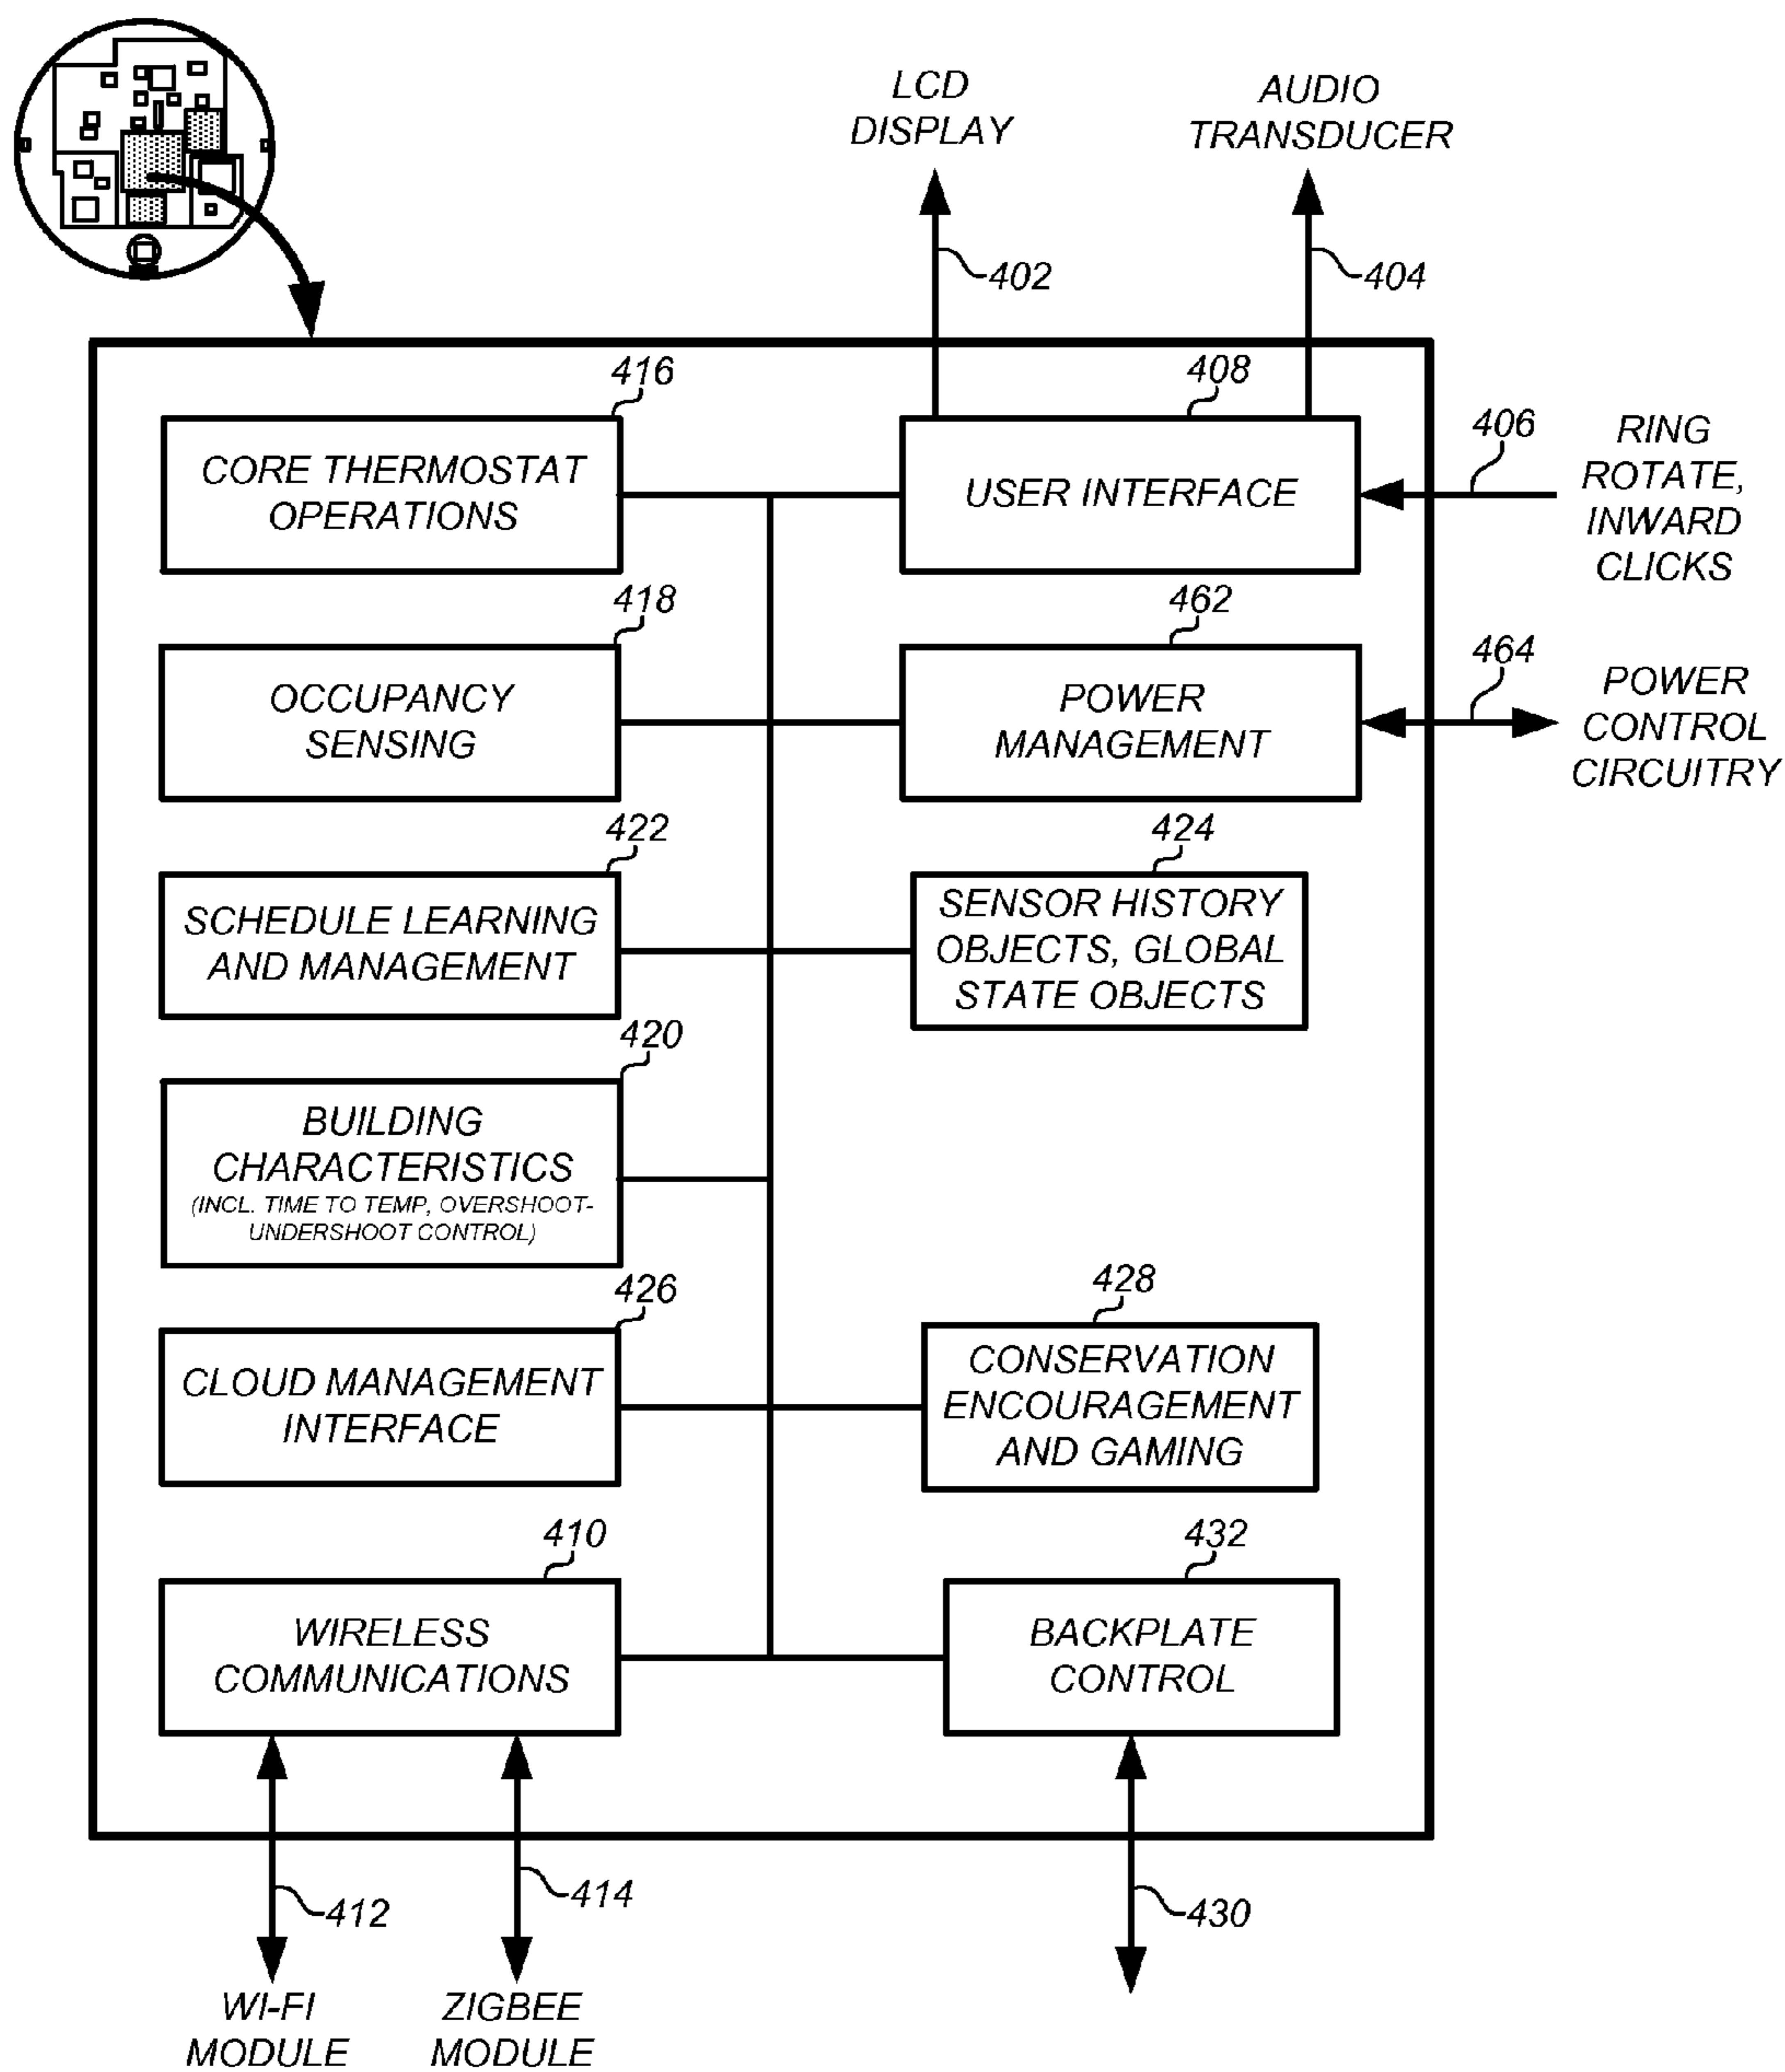 LCD
DISPLAY
AUDIO
TRANSDUCER
402
404
416
CORE THERMOSTAT
OPERATIONS
408
USER INTERFACE
406
RING
ROTATE,
INWARD
CLICKS
418
OCCUPANCY
SENSING
462
POWER
MANAGEMENT
464
POWER
CONTROL
CIRCUITRY
422
SCHEDULE LEARNING
AND MANAGEMENT
424
SENSOR HISTORY
OBJECTS, GLOBAL
STATE OBJECTS
420
BUILDING
CHARACTERISTICS
(INCL. TIME TO TEMP, OVERSHOOT-
UNDERSHOOT CONTROL)
426
CLOUD MANAGEMENT
INTERFACE
428
CONSERVATION
ENCOURAGEMENT
AND GAMING
410
WIRELESS
COMMUNICATIONS
432
BACKPLATE
CONTROL
412
414
430
WI-FI
MODULE
ZIGBEE
MODULE